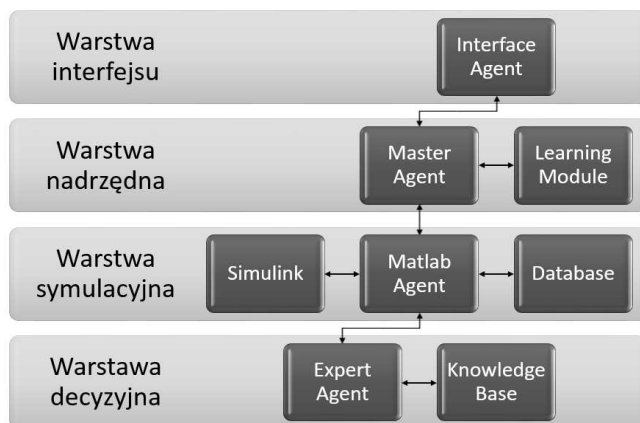 Warstwa
interfejsu
Interface
Agent
Warstwa
nadrzędna
Master
Agent
Learning
Module
Warstwa
symulacyjna
Simulink
Matlab
Agent
Database
Warstawa
decyzyjna
Expert
Agent
Knowledge
Base